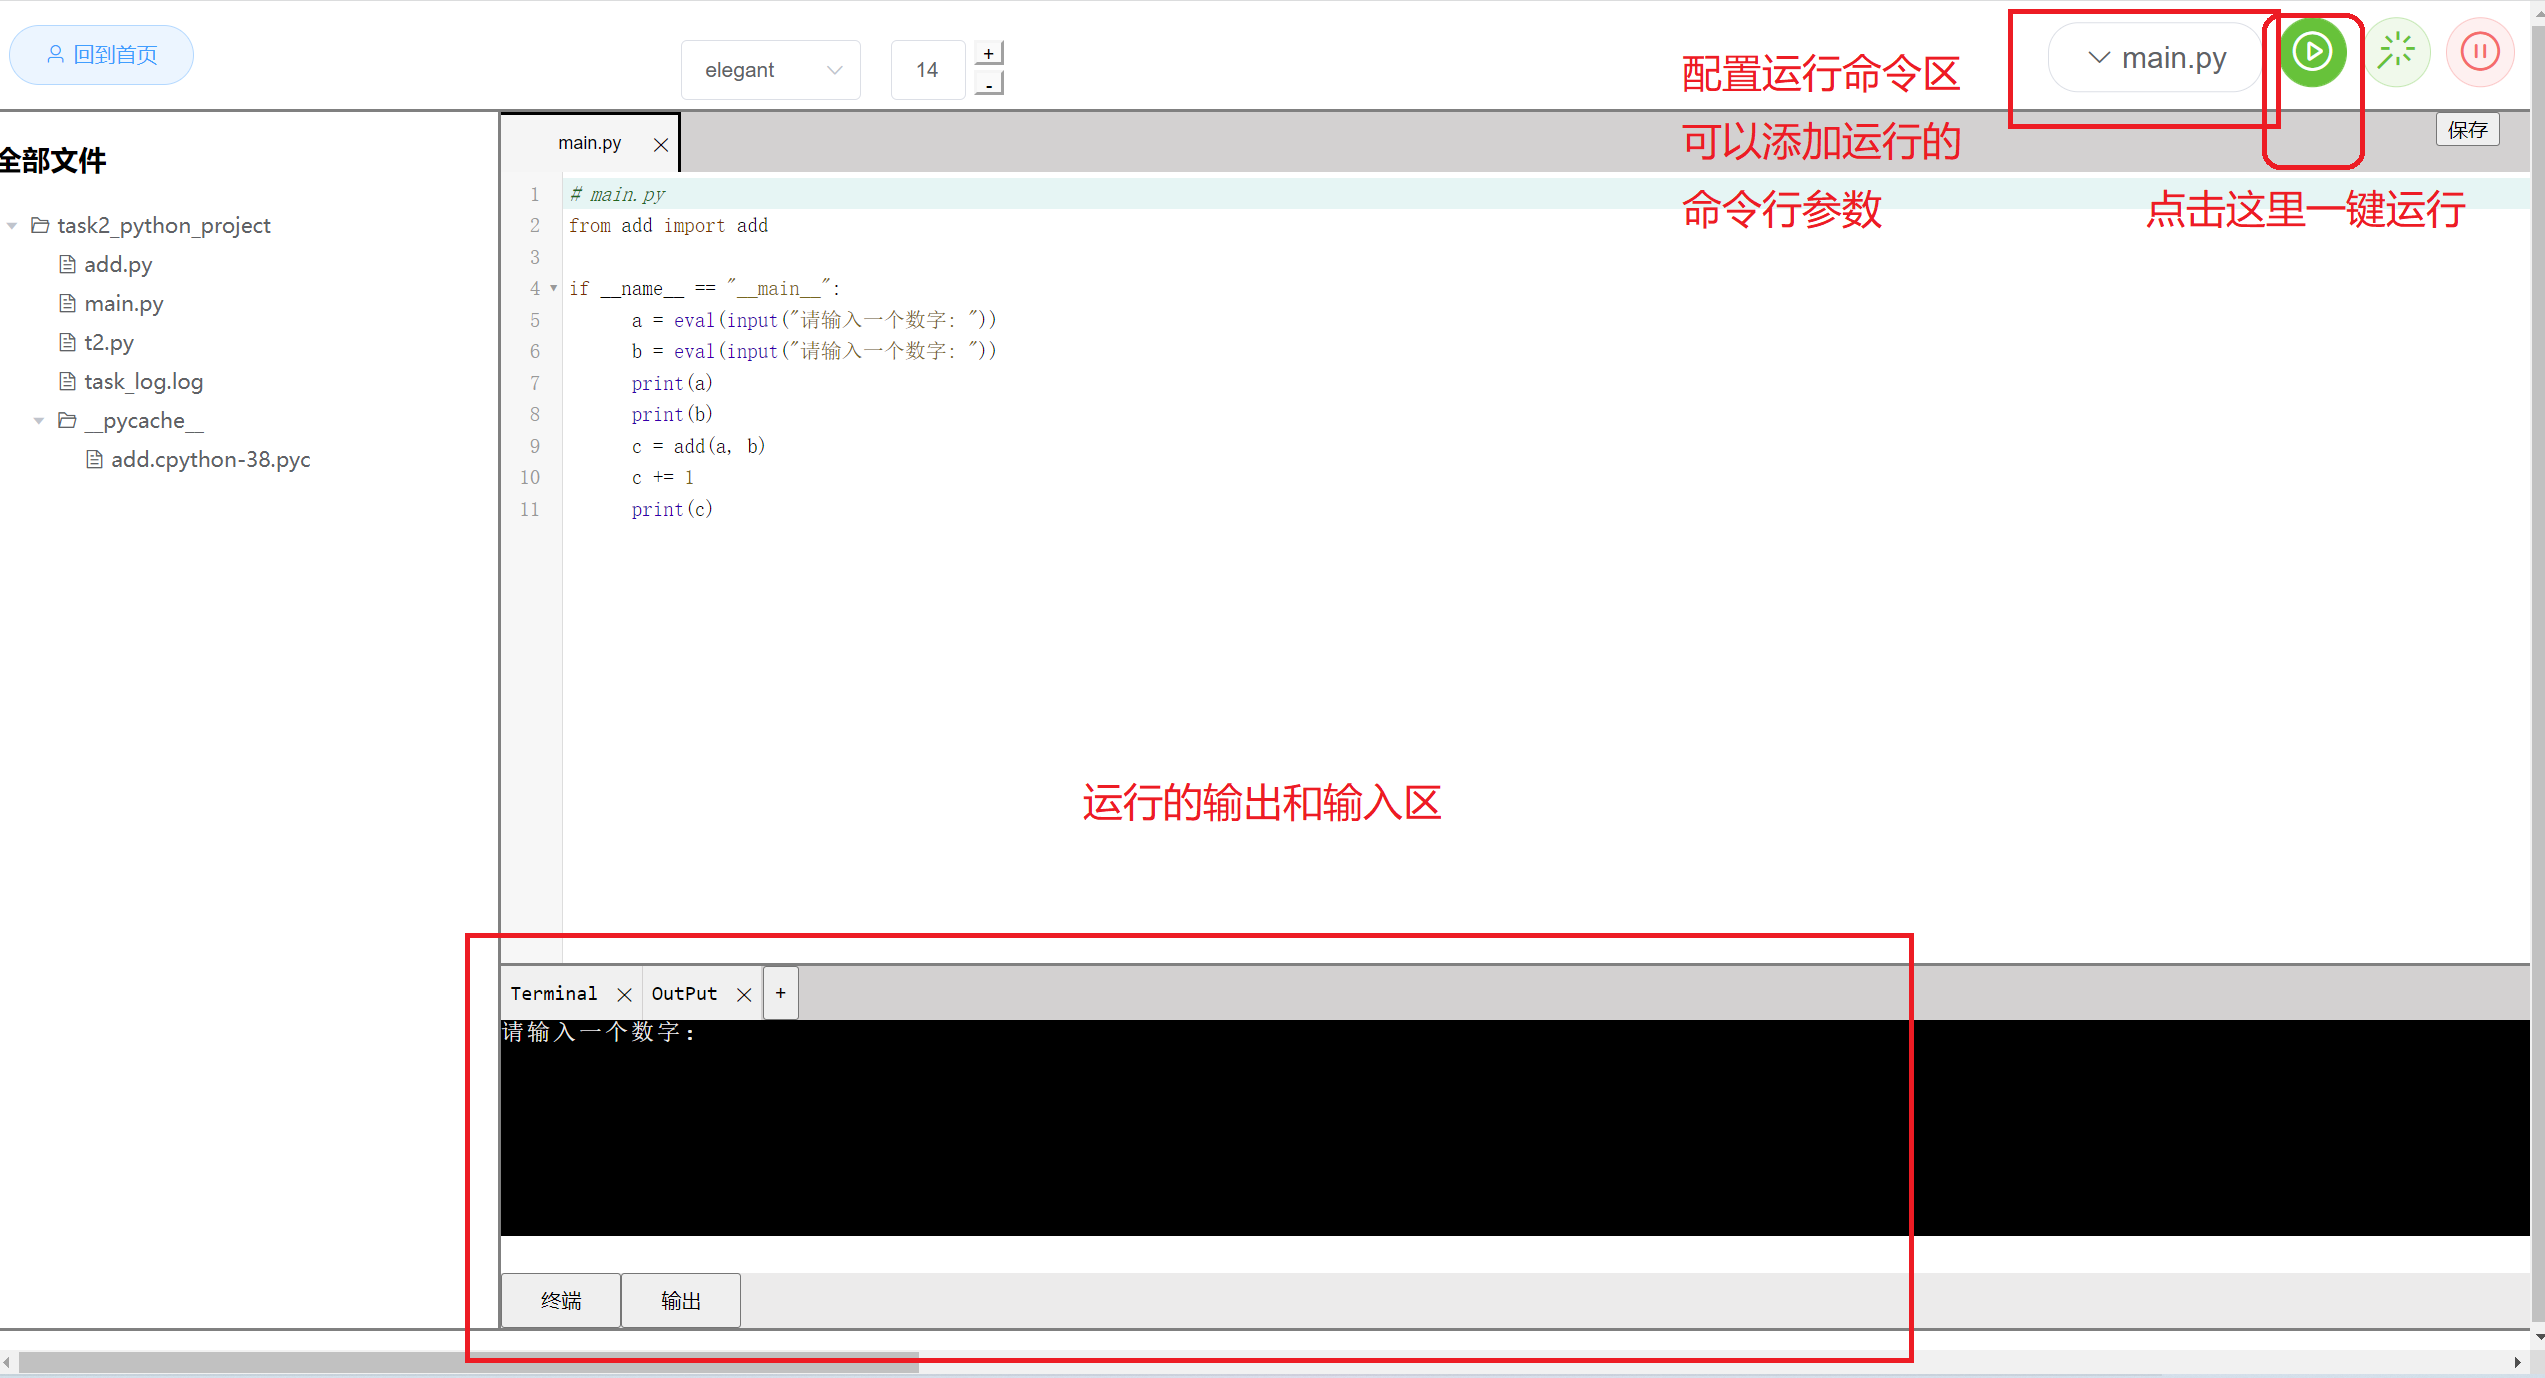 回到首页
elegant
14
+
-
配置运行命令区
可以添加运行的
命令行参数
main.py
点击这里一键运行
保存
全部文件
task2_python_project
add.py
main.py
t2.py
task_log.log
__pycache__
add.cpython-38.pyc
main.py
1 # main.py
2 from add import add
3
4 if __name__ == "__main__":
5 a = eval(input("请输入一个数字: "))
6 b = eval(input("请输入一个数字: "))
7 print(a)
8 print(b)
9 c = add(a, b)
10 c += 1
11 print(c)
运行的输出和输入区
Terminal OutPut +
请输入一个数字:
终端 输出